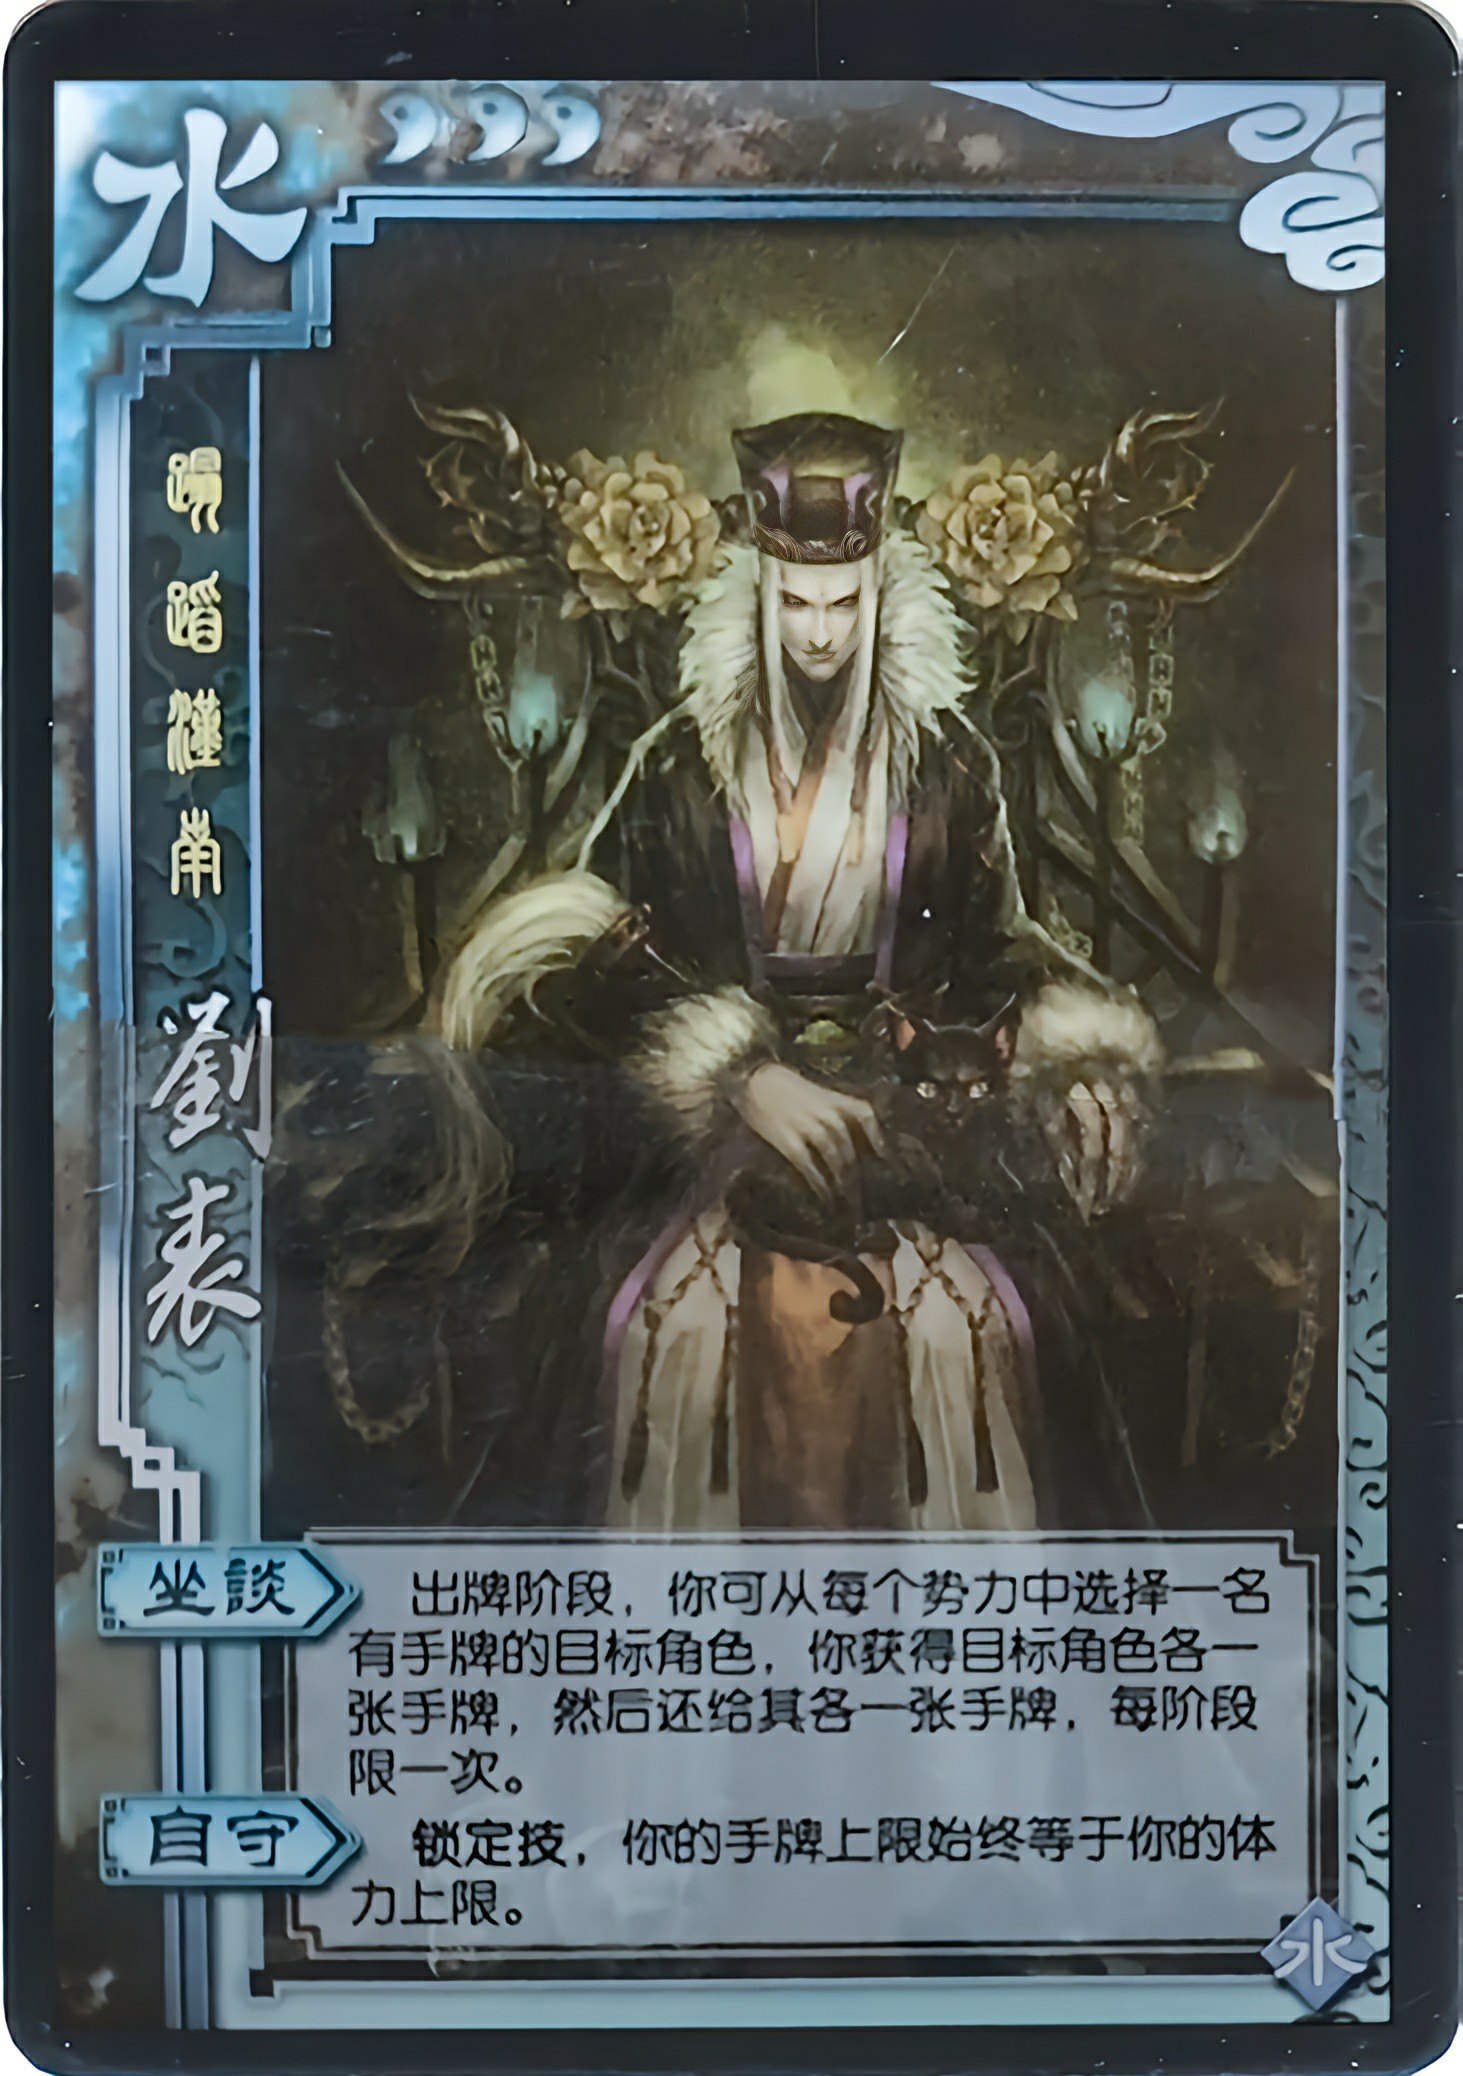 水
跼蹐漢南
劉表
坐談
出牌阶段，你可从每个势力中选择一名
有手牌的目标角色，你获得目标角色各一
张手牌，然后还给其各一张手牌，每阶段
限一次。
自守
锁定技，你的手牌上限始终等于你的体
力上限。
水